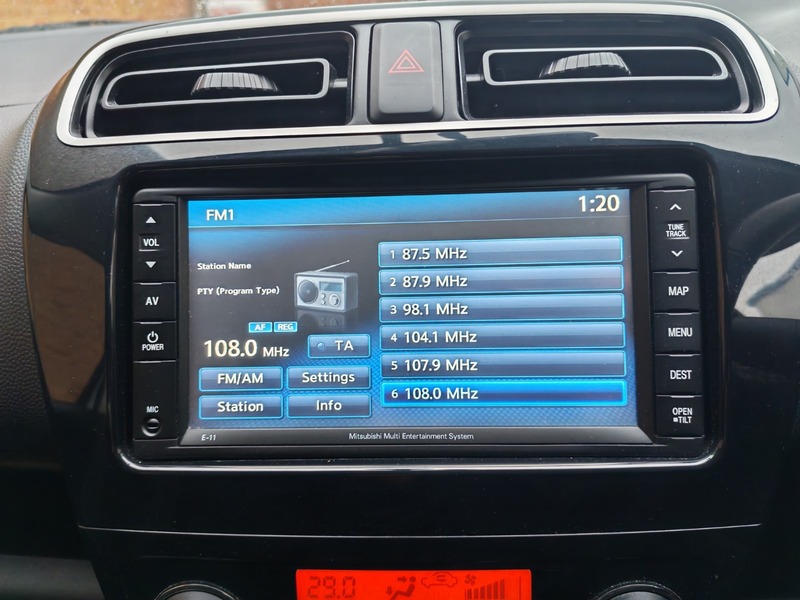 FM1 1:20
VOL
AV
POWER
MIC
Station Name
PTY (Program Type)
AF REG
108.0 MHz TA
FM/AM Settings
Station Info
1 87.5 MHz
2 87.9 MHz
3 98.1 MHz
4 104.1 MHz
5 107.9 MHz
6 108.0 MHz
TUNE
TRACK
MAP
MENU
DEST
OPEN
TILT
E-11 Mitsubishi Multi Entertainment System
29.0